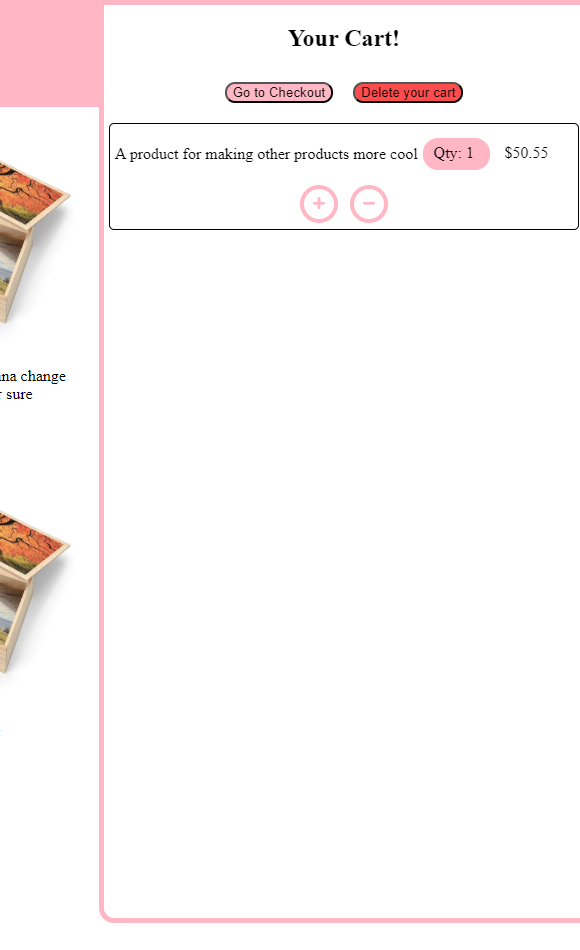 Your Cart!
Go to Checkout
Delete your cart
A product for making other products more cool
Qty: 1
$50.55
+
−
change
sure